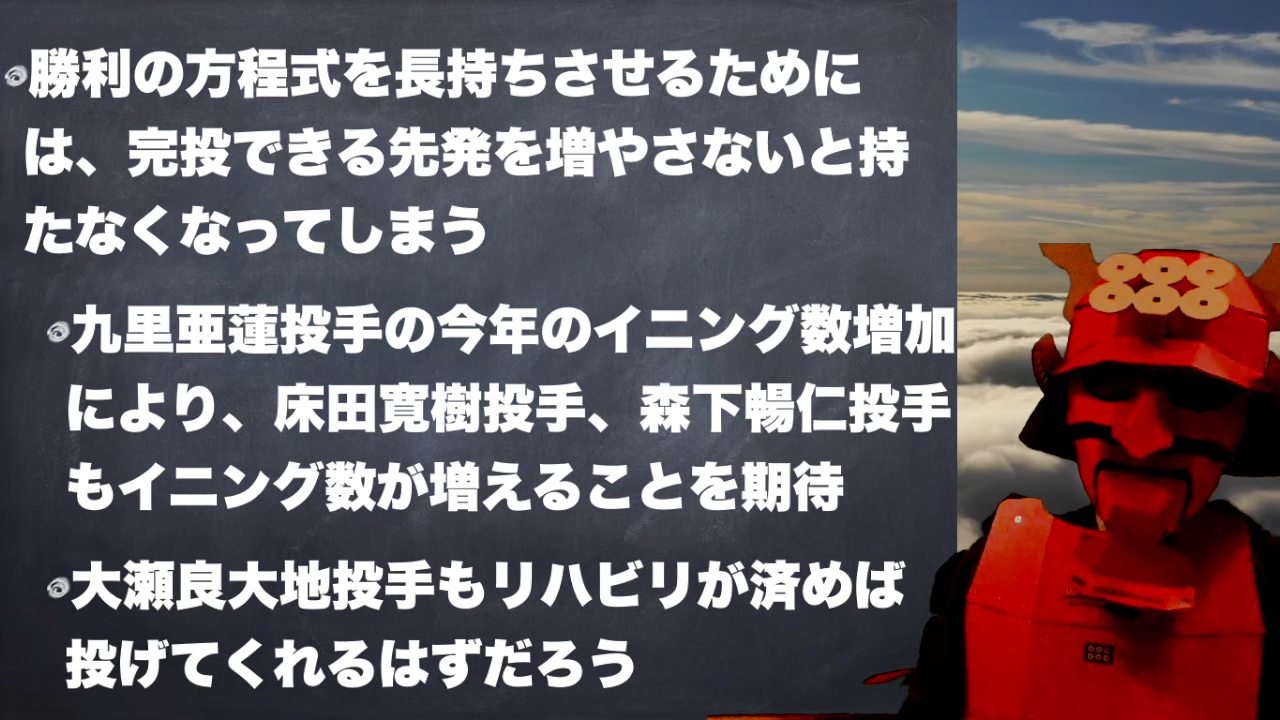 勝利の方程式を長持ちさせるために
は、完投できる先発を増やさないと持
たなくなってしまう
九里亜蓮投手の今年のイニング数増加
により、床田寛樹投手、森下暢仁投手
もイニング数が増えることを期待
大瀬良大地投手もリハビリが済めば
投げてくれるはずだろう